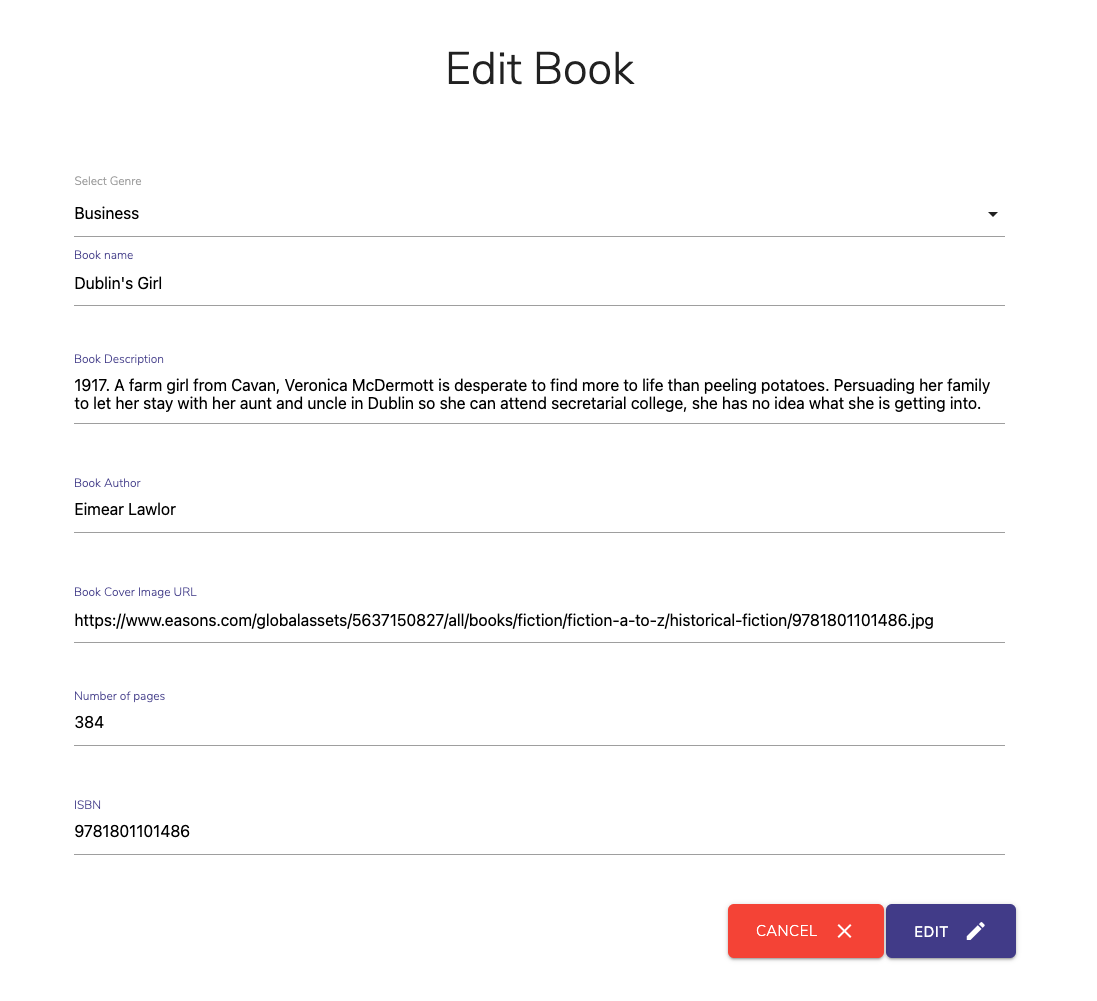 Edit Book
Select Genre
Business
Book name
Dublin's Girl
Book Description
1917. A farm girl from Cavan, Veronica McDermott is desperate to find more to life than peeling potatoes. Persuading her family
to let her stay with her aunt and uncle in Dublin so she can attend secretarial college, she has no idea what she is getting into.
Book Author
Eimear Lawlor
Book Cover Image URL
https://www.easons.com/globalassets/5637150827/all/books/fiction/fiction-a-to-z/historical-fiction/9781801101486.jpg
Number of pages
384
ISBN
9781801101486
CANCEL EDIT